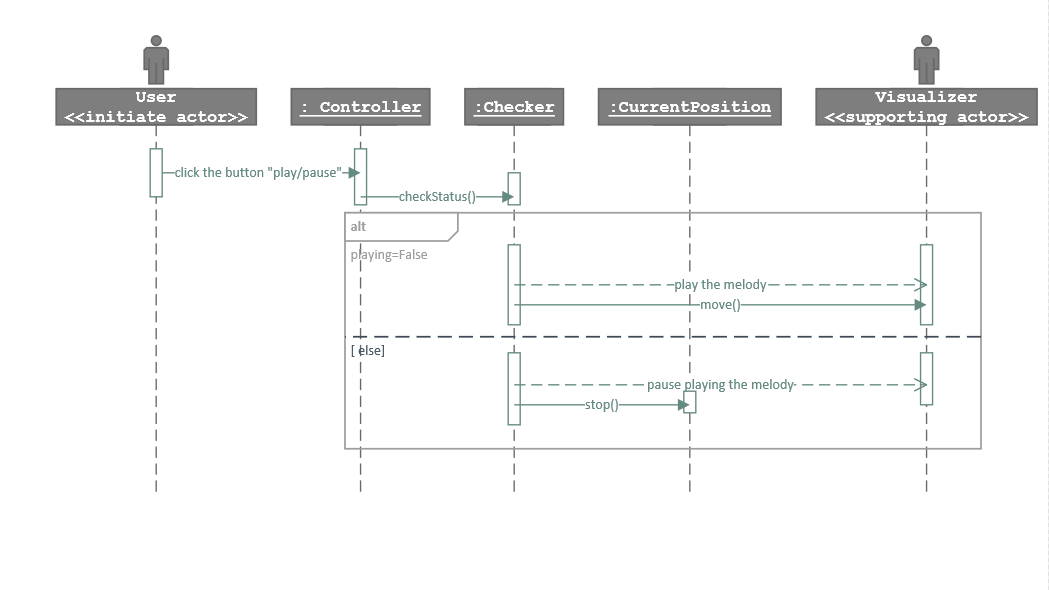 User
<<initiate actor>>
: Controller
:Checker
:CurrentPosition
Visualizer
<<supporting actor>>
click the button "play/pause"
checkStatus()
alt
playing=False
play the melody
move()
[ else]
pause playing the melody
stop()